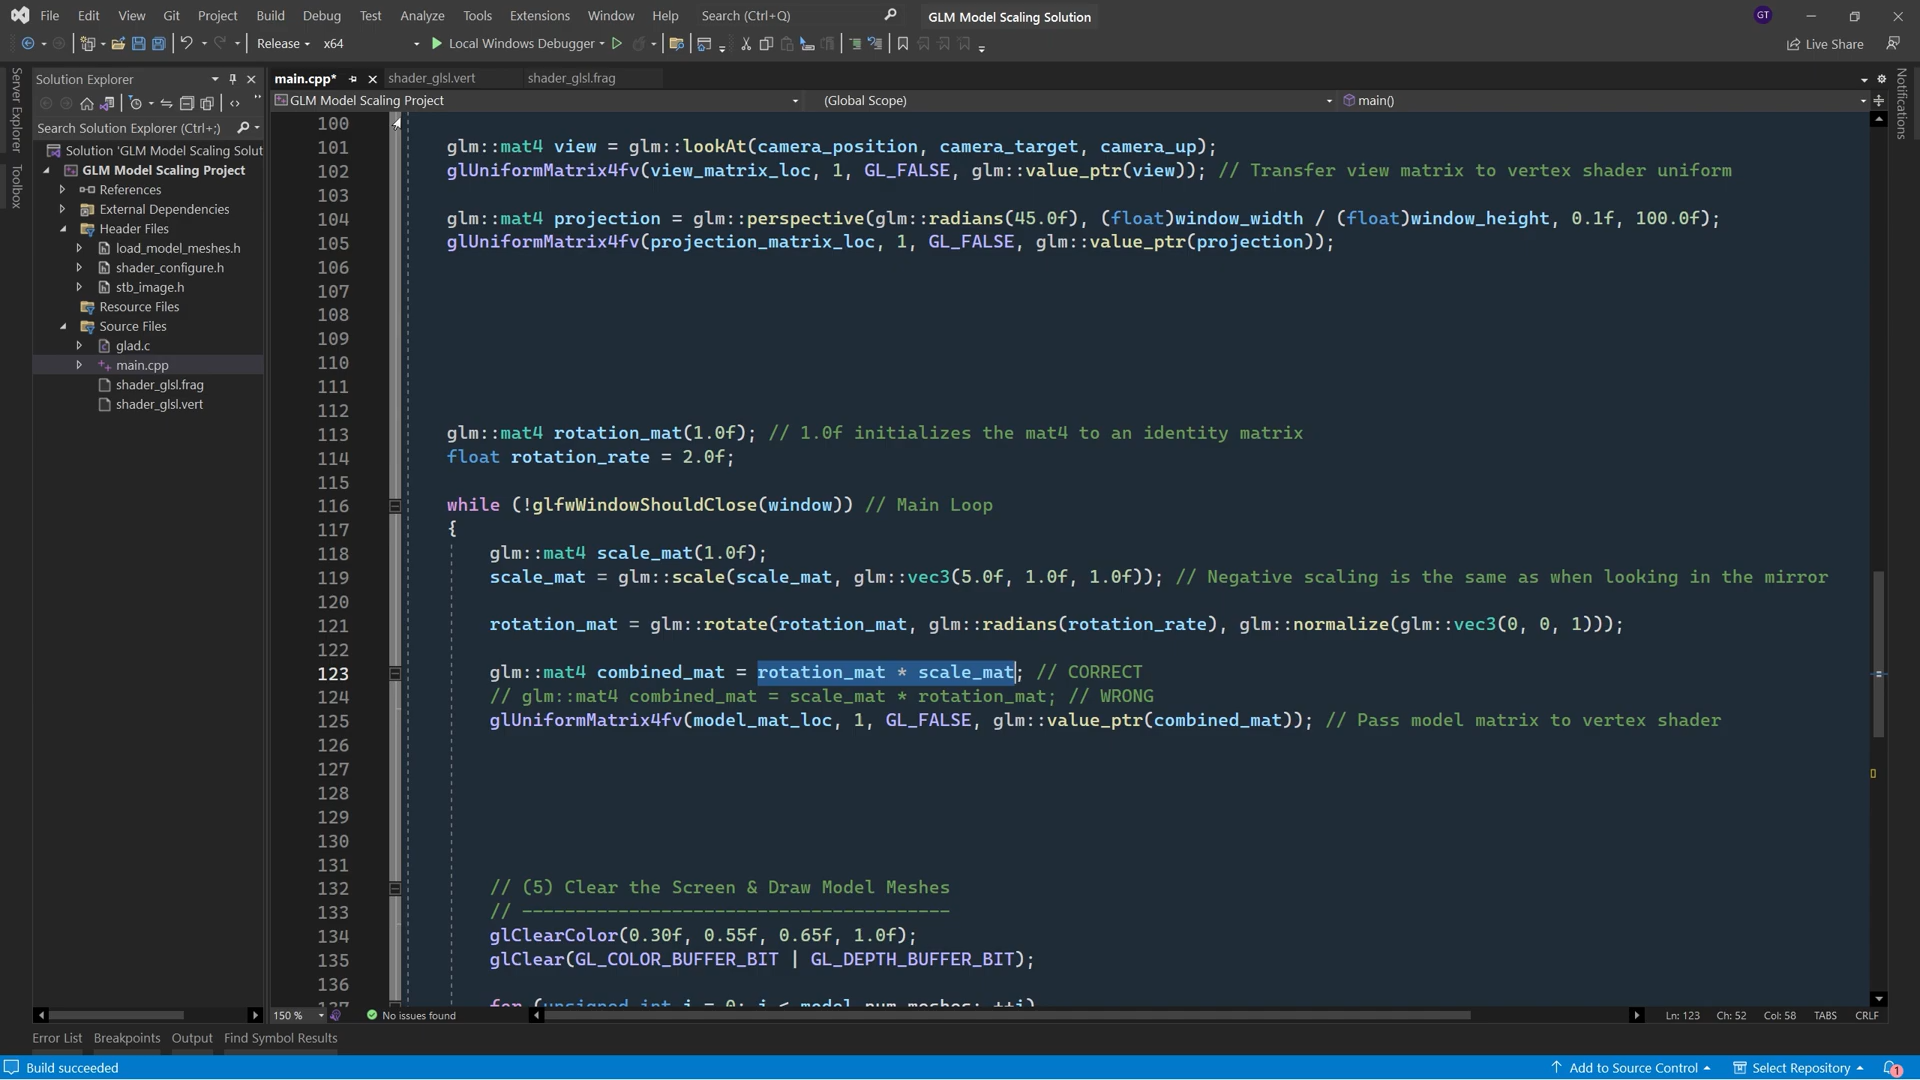 File Edit View Git Project Build Debug Test Analyze Tools Extensions Window Help Search (Ctrl+Q) GLM Model Scaling Solution GT
Release x64 Local Windows Debugger Live Share
Server Explorer
Toolbox
Notifications
Solution Explorer
Search Solution Explorer (Ctrl+;)
Solution 'GLM Model Scaling Solut
GLM Model Scaling Project
References
External Dependencies
Header Files
load_model_meshes.h
shader_configure.h
stb_image.h
Resource Files
Source Files
glad.c
main.cpp
shader_glsl.frag
shader_glsl.vert
main.cpp* shader_glsl.vert shader_glsl.frag
GLM Model Scaling Project (Global Scope) main()
100
101 glm::mat4 view = glm::lookAt(camera_position, camera_target, camera_up);
102 glUniformMatrix4fv(view_matrix_loc, 1, GL_FALSE, glm::value_ptr(view)); // Transfer view matrix to vertex shader uniform
103
104 glm::mat4 projection = glm::perspective(glm::radians(45.0f), (float)window_width / (float)window_height, 0.1f, 100.0f);
105 glUniformMatrix4fv(projection_matrix_loc, 1, GL_FALSE, glm::value_ptr(projection));
106
107
108
109
110
111
112
113 glm::mat4 rotation_mat(1.0f); // 1.0f initializes the mat4 to an identity matrix
114 float rotation_rate = 2.0f;
115
116 while (!glfwWindowShouldClose(window)) // Main Loop
117 {
118 glm::mat4 scale_mat(1.0f);
119 scale_mat = glm::scale(scale_mat, glm::vec3(5.0f, 1.0f, 1.0f)); // Negative scaling is the same as when looking in the mirror
120
121 rotation_mat = glm::rotate(rotation_mat, glm::radians(rotation_rate), glm::normalize(glm::vec3(0, 0, 1)));
122
123 glm::mat4 combined_mat = rotation_mat * scale_mat; // CORRECT
124 // glm::mat4 combined_mat = scale_mat * rotation_mat; // WRONG
125 glUniformMatrix4fv(model_mat_loc, 1, GL_FALSE, glm::value_ptr(combined_mat)); // Pass model matrix to vertex shader
126
127
128
129
130
131
132 // (5) Clear the Screen & Draw Model Meshes
133 // ----------------------------------------
134 glClearColor(0.30f, 0.55f, 0.65f, 1.0f);
135 glClear(GL_COLOR_BUFFER_BIT | GL_DEPTH_BUFFER_BIT);
136
137 for (unsigned int i = 0; i < model.num_meshes; ++i)
150 % No issues found Ln: 123 Ch: 52 Col: 58 TABS CRLF
Error List Breakpoints Output Find Symbol Results
Build succeeded Add to Source Control Select Repository 1